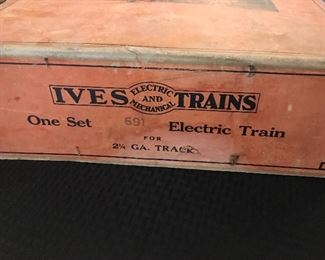 IVES ELECTRIC AND MECHANICAL TRAINS
One Set 691 Electric Train
FOR
2¼ GA. TRACK